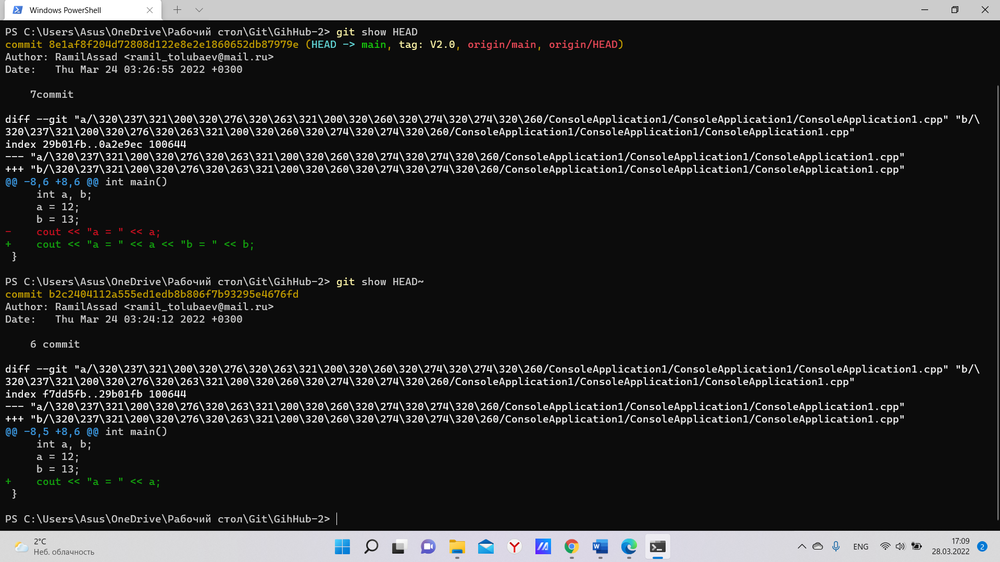 Windows PowerShell
PS C:\Users\Asus\OneDrive\Рабочий стол\Git\GihHub-2> git show HEAD
commit 8e1af8f204d72808d122e8e2e1860652db87979e (HEAD -> main, tag: V2.0, origin/main, origin/HEAD)
Author: RamilAssad <ramil_tolubaev@mail.ru>
Date:   Thu Mar 24 03:26:55 2022 +0300
    7commit
diff --git "a/\320\237\321\200\320\276\320\263\321\200\320\260\320\274\320\274\320\260/ConsoleApplication1/ConsoleApplication1/ConsoleApplication1.cpp" "b/\
320\237\321\200\320\276\320\263\321\200\320\260\320\274\320\274\320\260/ConsoleApplication1/ConsoleApplication1/ConsoleApplication1.cpp"
index 29b01fb..0a2e9ec 100644
--- "a/\320\237\321\200\320\276\320\263\321\200\320\260\320\274\320\274\320\260/ConsoleApplication1/ConsoleApplication1/ConsoleApplication1.cpp"
+++ "b/\320\237\321\200\320\276\320\263\321\200\320\260\320\274\320\274\320\260/ConsoleApplication1/ConsoleApplication1/ConsoleApplication1.cpp"
@@ -8,6 +8,6 @@ int main()
     int a, b;
     a = 12;
     b = 13;
-    cout << "a = " << a;
+    cout << "a = " << a << "b = " << b;
 }
PS C:\Users\Asus\OneDrive\Рабочий стол\Git\GihHub-2> git show HEAD~
commit b2c2404112a555ed1edb8b806f7b93295e4676fd
Author: RamilAssad <ramil_tolubaev@mail.ru>
Date:   Thu Mar 24 03:24:12 2022 +0300
    6 commit
diff --git "a/\320\237\321\200\320\276\320\263\321\200\320\260\320\274\320\274\320\260/ConsoleApplication1/ConsoleApplication1/ConsoleApplication1.cpp" "b/\
320\237\321\200\320\276\320\263\321\200\320\260\320\274\320\274\320\260/ConsoleApplication1/ConsoleApplication1/ConsoleApplication1.cpp"
index f7dd5fb..29b01fb 100644
--- "a/\320\237\321\200\320\276\320\263\321\200\320\260\320\274\320\274\320\260/ConsoleApplication1/ConsoleApplication1/ConsoleApplication1.cpp"
+++ "b/\320\237\321\200\320\276\320\263\321\200\320\260\320\274\320\274\320\260/ConsoleApplication1/ConsoleApplication1/ConsoleApplication1.cpp"
@@ -8,5 +8,6 @@ int main()
     int a, b;
     a = 12;
     b = 13;
+    cout << "a = " << a;
 }
PS C:\Users\Asus\OneDrive\Рабочий стол\Git\GihHub-2>
2°C
Неб. облачность
W
ENG
17:09
28.03.2022
2